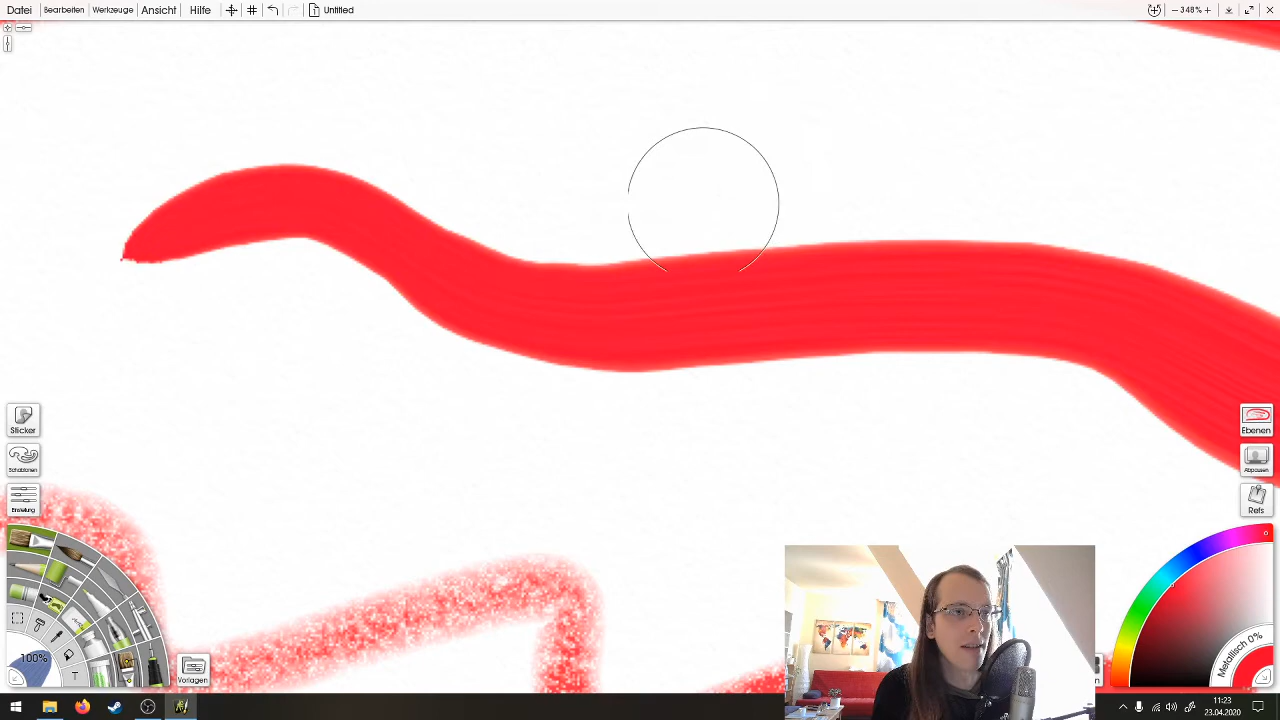 Datei Bearbeiten Werkzeuge Ansicht Hilfe Untitled
348%
Sticker
Schablonen
Einstellung
100%
T
Vorlagen
Ebenen
Abpausen
Refs
Metallisch 0%
n
11:23
23.04.2020